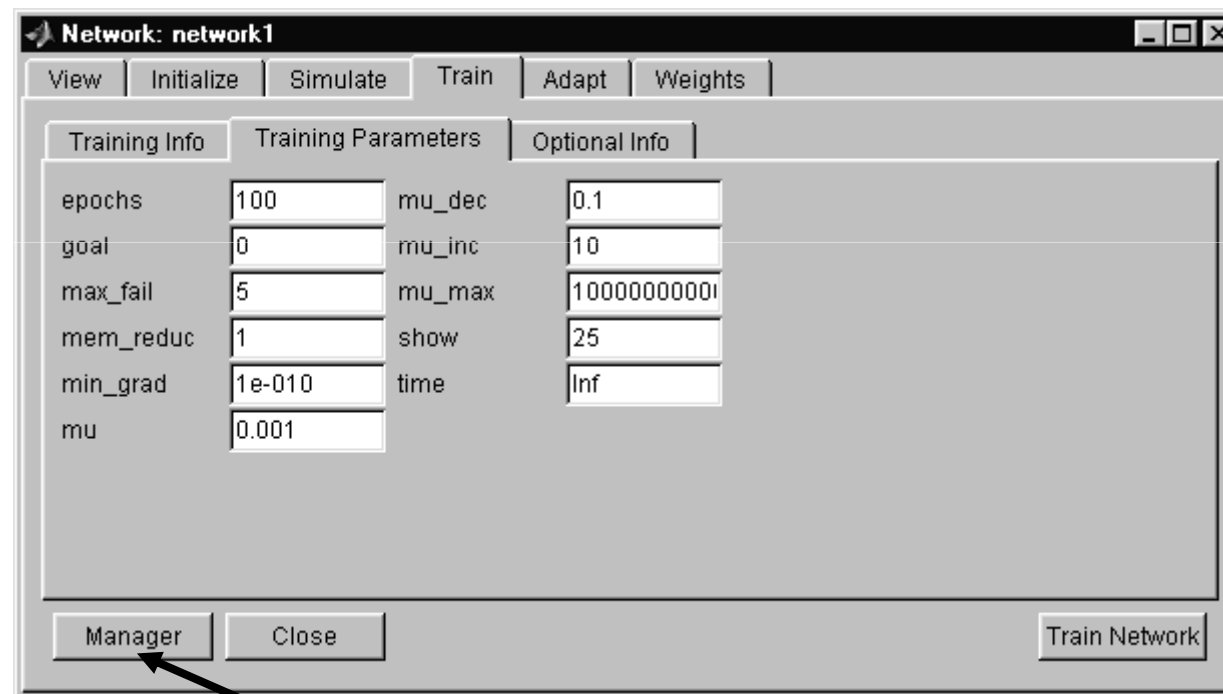 Network: network1
View Initialize Simulate Train Adapt Weights
Training Info Training Parameters Optional Info
epochs 100 mu_dec 0.1
goal 0 mu_inc 10
max_fail 5 mu_max 1000000000
mem_reduc 1 show 25
min_grad 1e-010 time Inf
mu 0.001
Manager Close Train Network